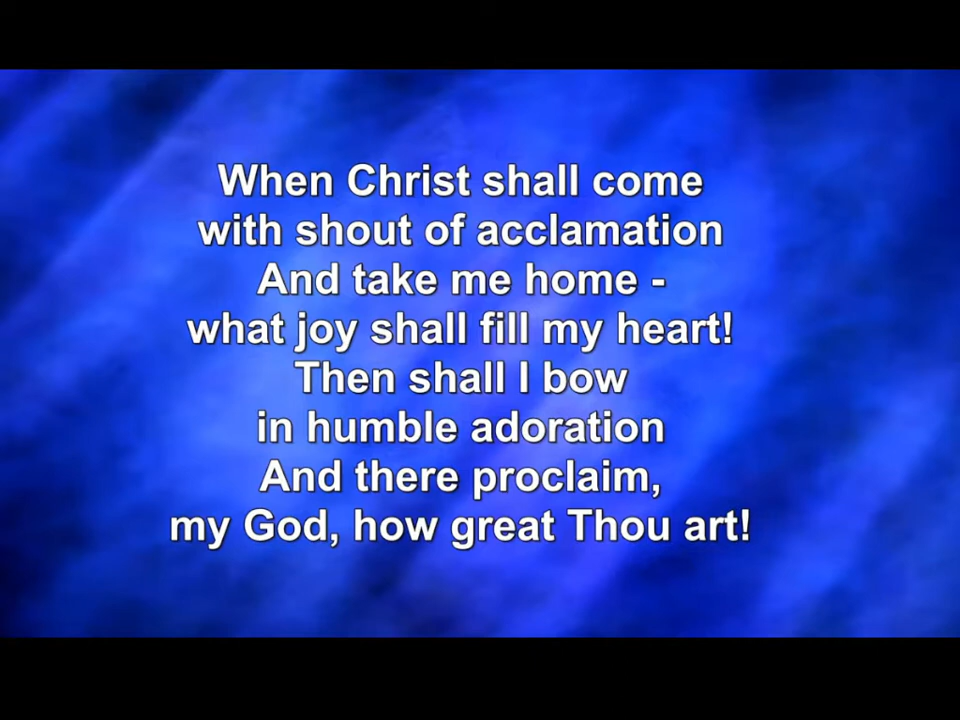 When Christ shall come
with shout of acclamation
And take me home -
what joy shall fill my heart!
Then shall I bow
in humble adoration
And there proclaim,
my God, how great Thou art!